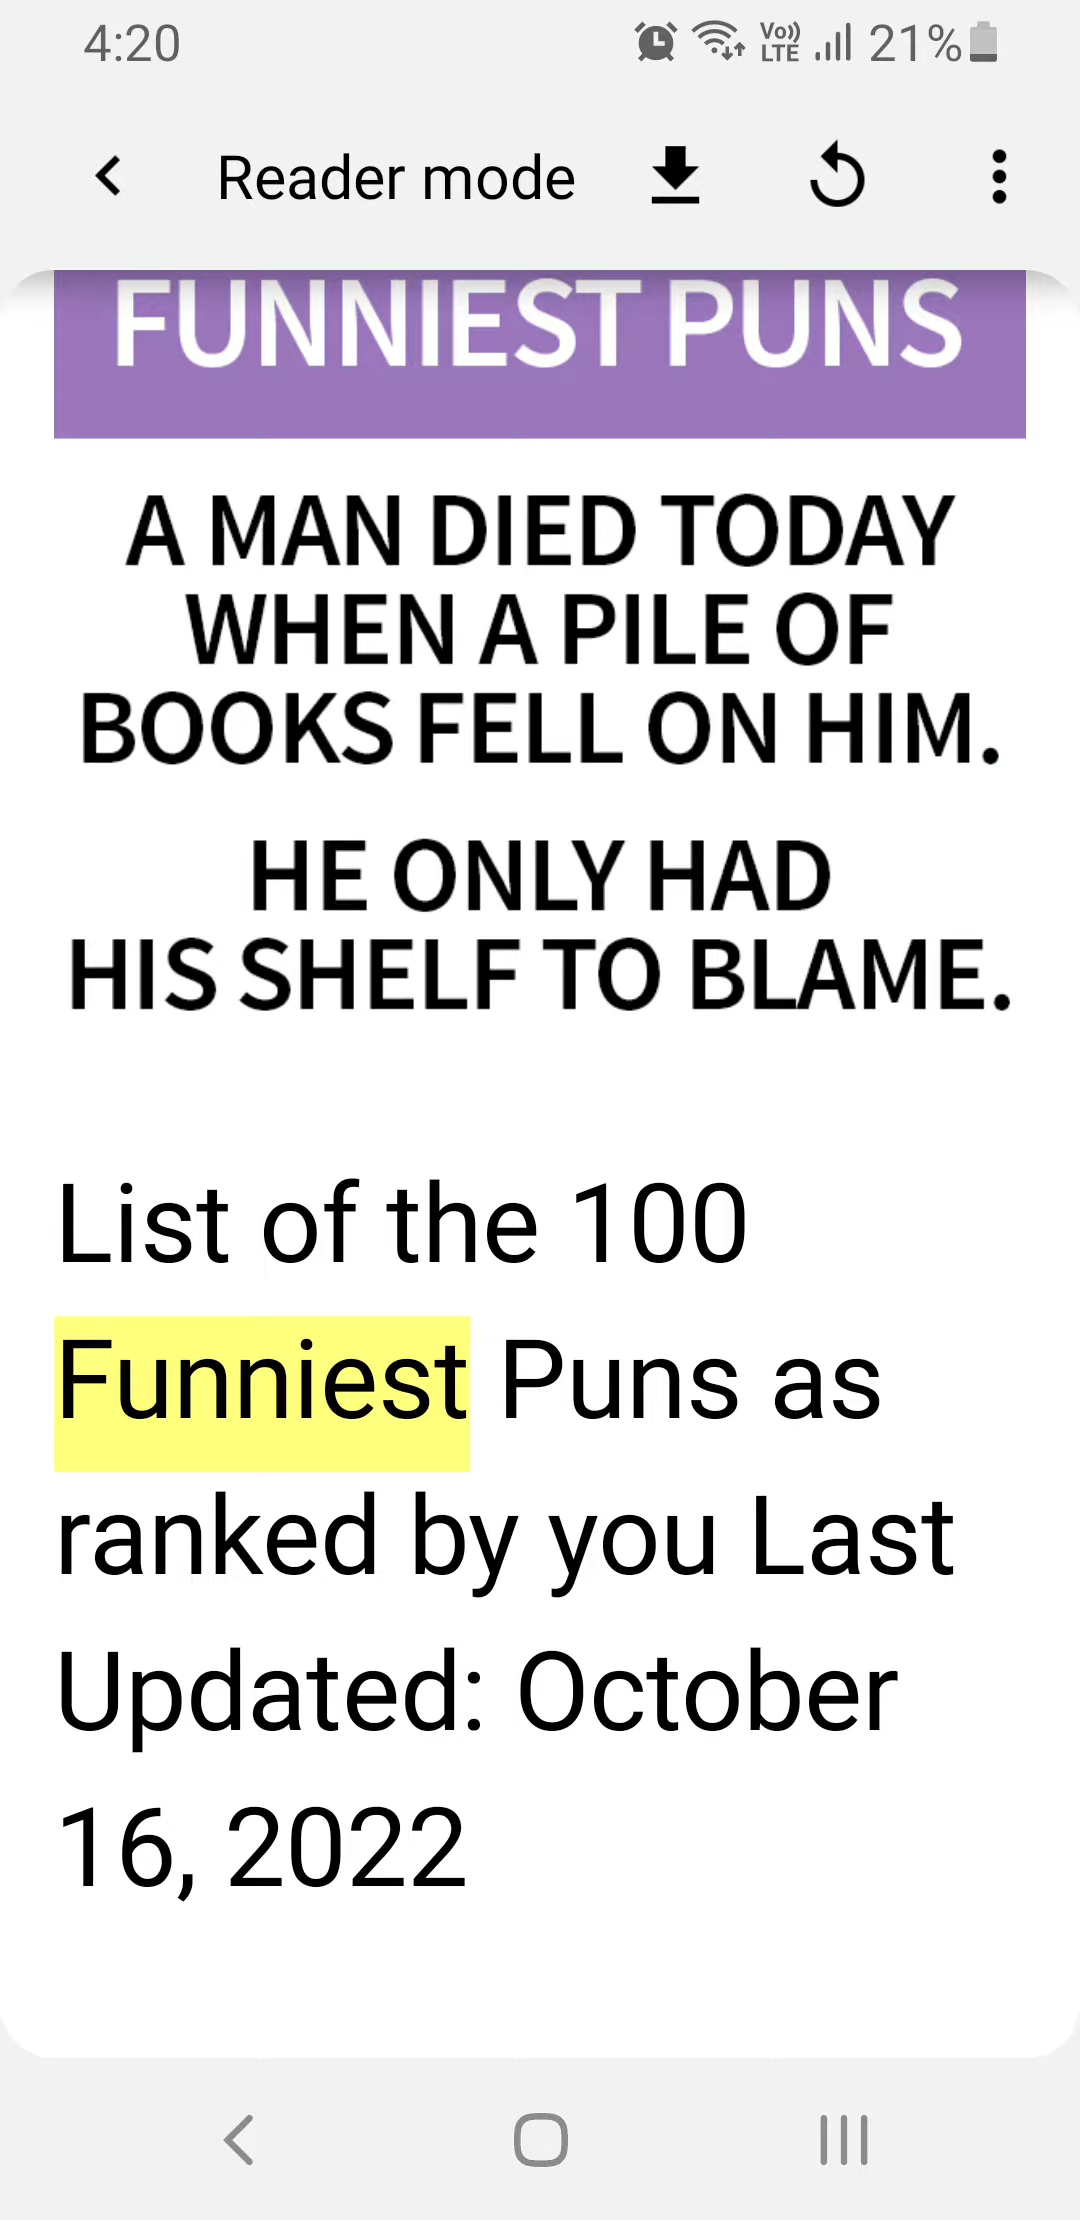 4:20
Vo)) LTE 21%
Reader mode
FUNNIEST PUNS
A MAN DIED TODAY
WHEN A PILE OF
BOOKS FELL ON HIM.
HE ONLY HAD
HIS SHELF TO BLAME.
List of the 100
Funniest Puns as
ranked by you Last
Updated: October
16, 2022